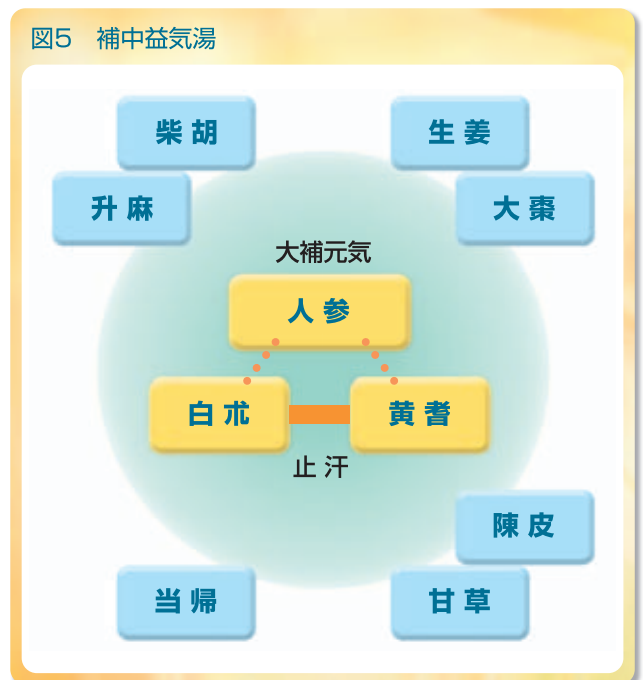 図5 補中益気湯
柴胡
生姜
升麻
大棗
大補元気
人参
白朮
黄耆
止汗
陳皮
当帰
甘草